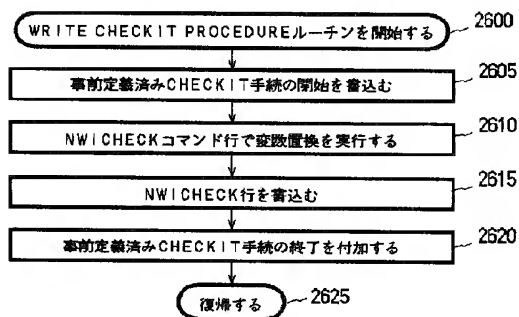 WRITE CHECKIT PROCEDUREルーチンを開始する
2600
事前定義済みCHECKIT手続の開始を書込む
2605
NWICHECKコマンド行で変数置換を実行する
2610
NWICHECK行を書込む
2615
事前定義済みCHECKIT手続の終了を付加する
2620
復帰する
2625